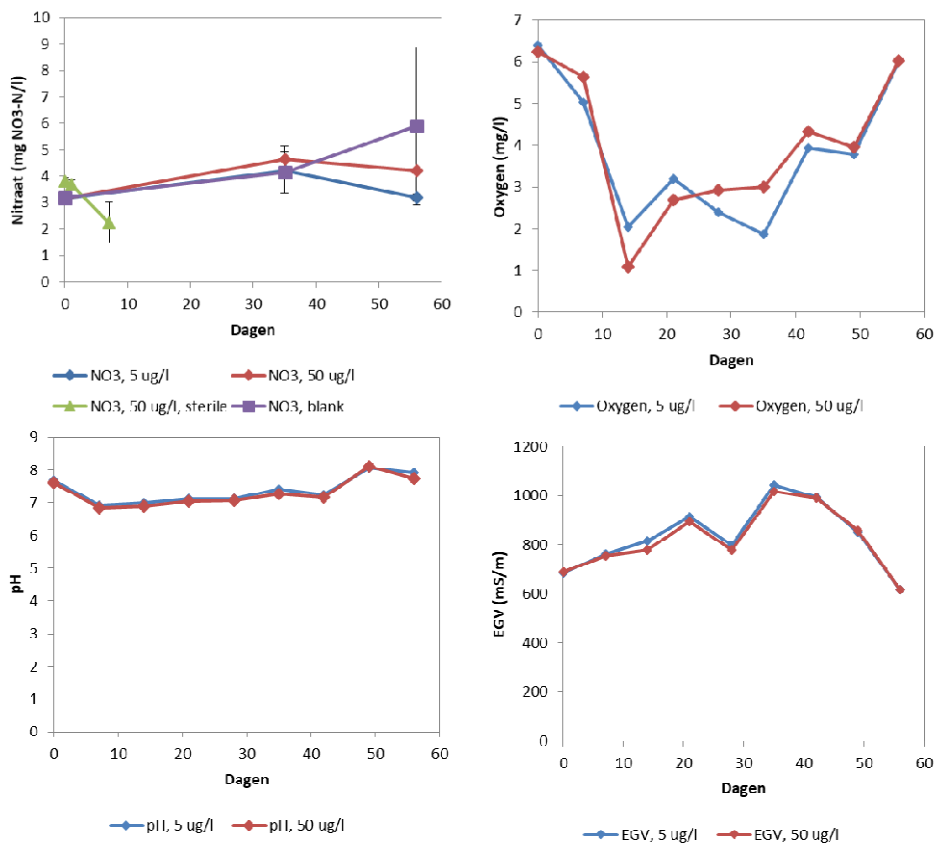 10
9
8
7
6
5
4
3
2
1
0
Nitraat (mg NO3-N/l)
0 10 20 30 40 50 60
Dagen
NO3, 5 ug/l NO3, 50 ug/l
NO3, 50 ug/l, sterile NO3, blank
7
6
5
4
3
2
1
0
Oxygen (mg/l)
0 10 20 30 40 50 60
Dagen
Oxygen, 5 ug/l Oxygen, 50 ug/l
9
8
7
6
5
4
3
2
1
0
pH
0 10 20 30 40 50 60
Dagen
pH, 5 ug/l pH, 50 ug/l
1200
1000
800
600
400
200
0
EGV (mS/m)
0 10 20 30 40 50 60
Dagen
EGV, 5 ug/l EGV, 50 ug/l